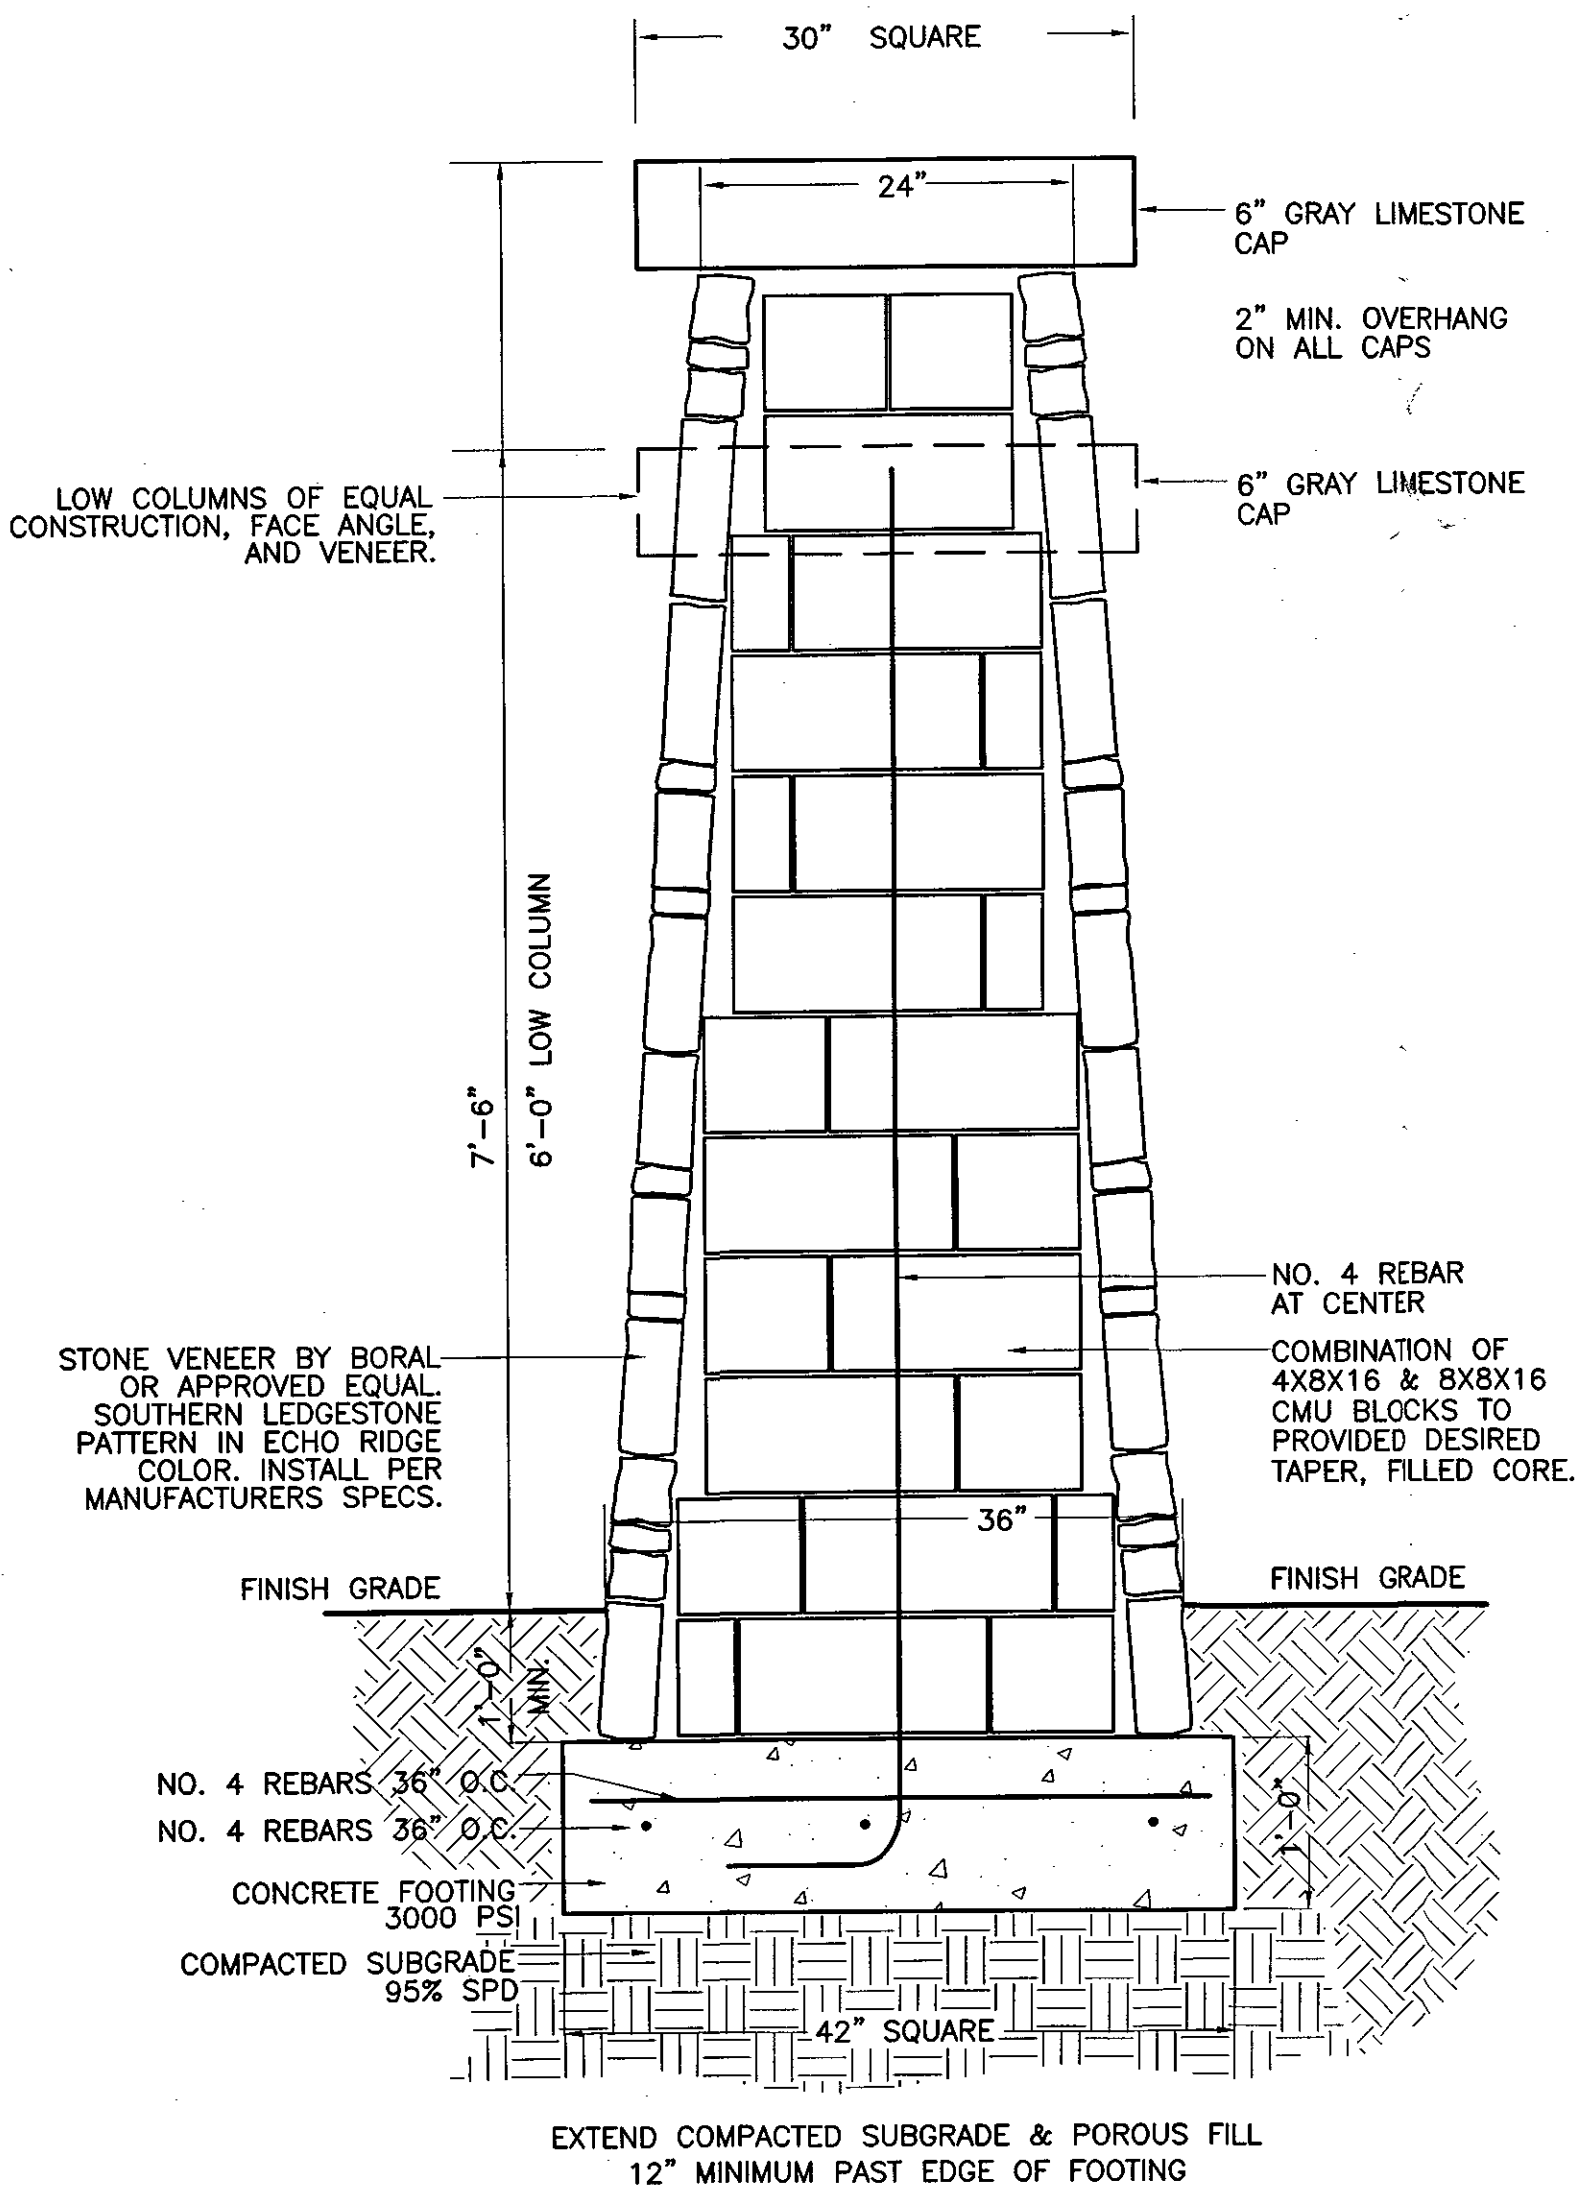 30" SQUARE
24"
6" GRAY LIMESTONE
CAP
2" MIN. OVERHANG
ON ALL CAPS
LOW COLUMNS OF EQUAL
CONSTRUCTION, FACE ANGLE,
AND VENEER.
6" GRAY LIMESTONE
CAP
7'-6"
6'-0" LOW COLUMN
NO. 4 REBAR
AT CENTER
STONE VENEER BY BORAL
OR APPROVED EQUAL.
SOUTHERN LEDGESTONE
PATTERN IN ECHO RIDGE
COLOR. INSTALL PER
MANUFACTURERS SPECS.
COMBINATION OF
4X8X16 & 8X8X16
CMU BLOCKS TO
PROVIDED DESIRED
TAPER, FILLED CORE.
36"
FINISH GRADE
FINISH GRADE
1'-0"
MIN.
NO. 4 REBARS 36" O.C.
NO. 4 REBARS 36" O.C.
1'-0"
CONCRETE FOOTING
3000 PSI
COMPACTED SUBGRADE
95% SPD
42" SQUARE
EXTEND COMPACTED SUBGRADE & POROUS FILL
12" MINIMUM PAST EDGE OF FOOTING